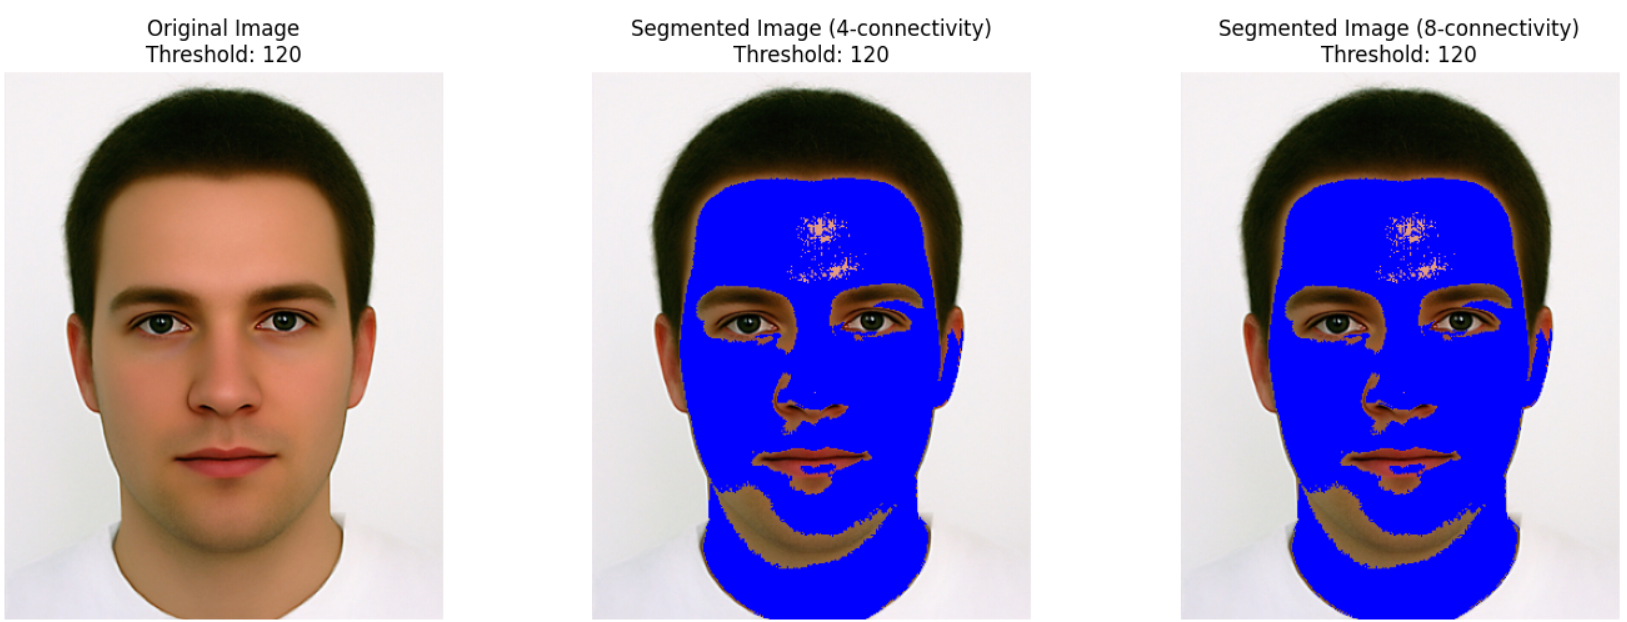 Original Image
Threshold: 120
Segmented Image (4-connectivity)
Threshold: 120
Segmented Image (8-connectivity)
Threshold: 120